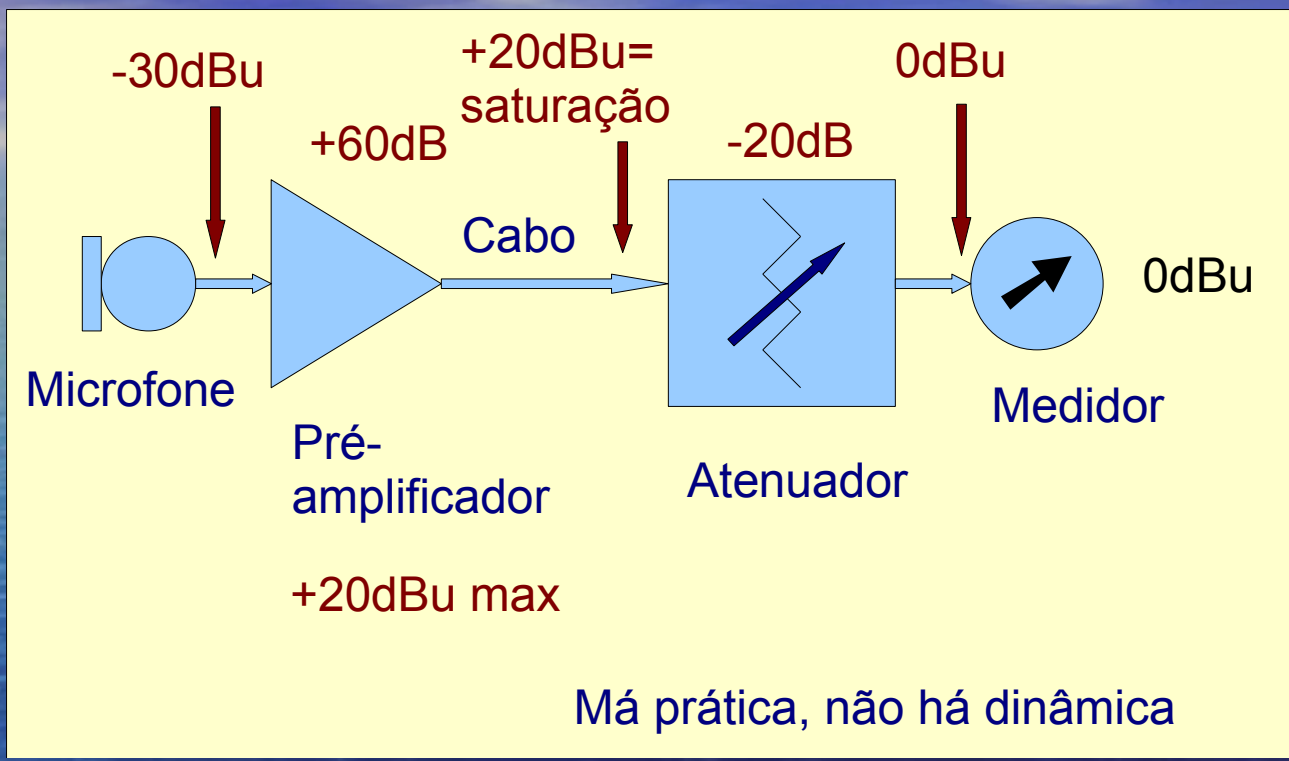 -30dBu
+20dBu=
saturação
0dBu
+60dB
-20dB
Cabo
0dBu
Microfone
Pré-
amplificador
Atenuador
Medidor
+20dBu max
Má prática, não há dinâmica